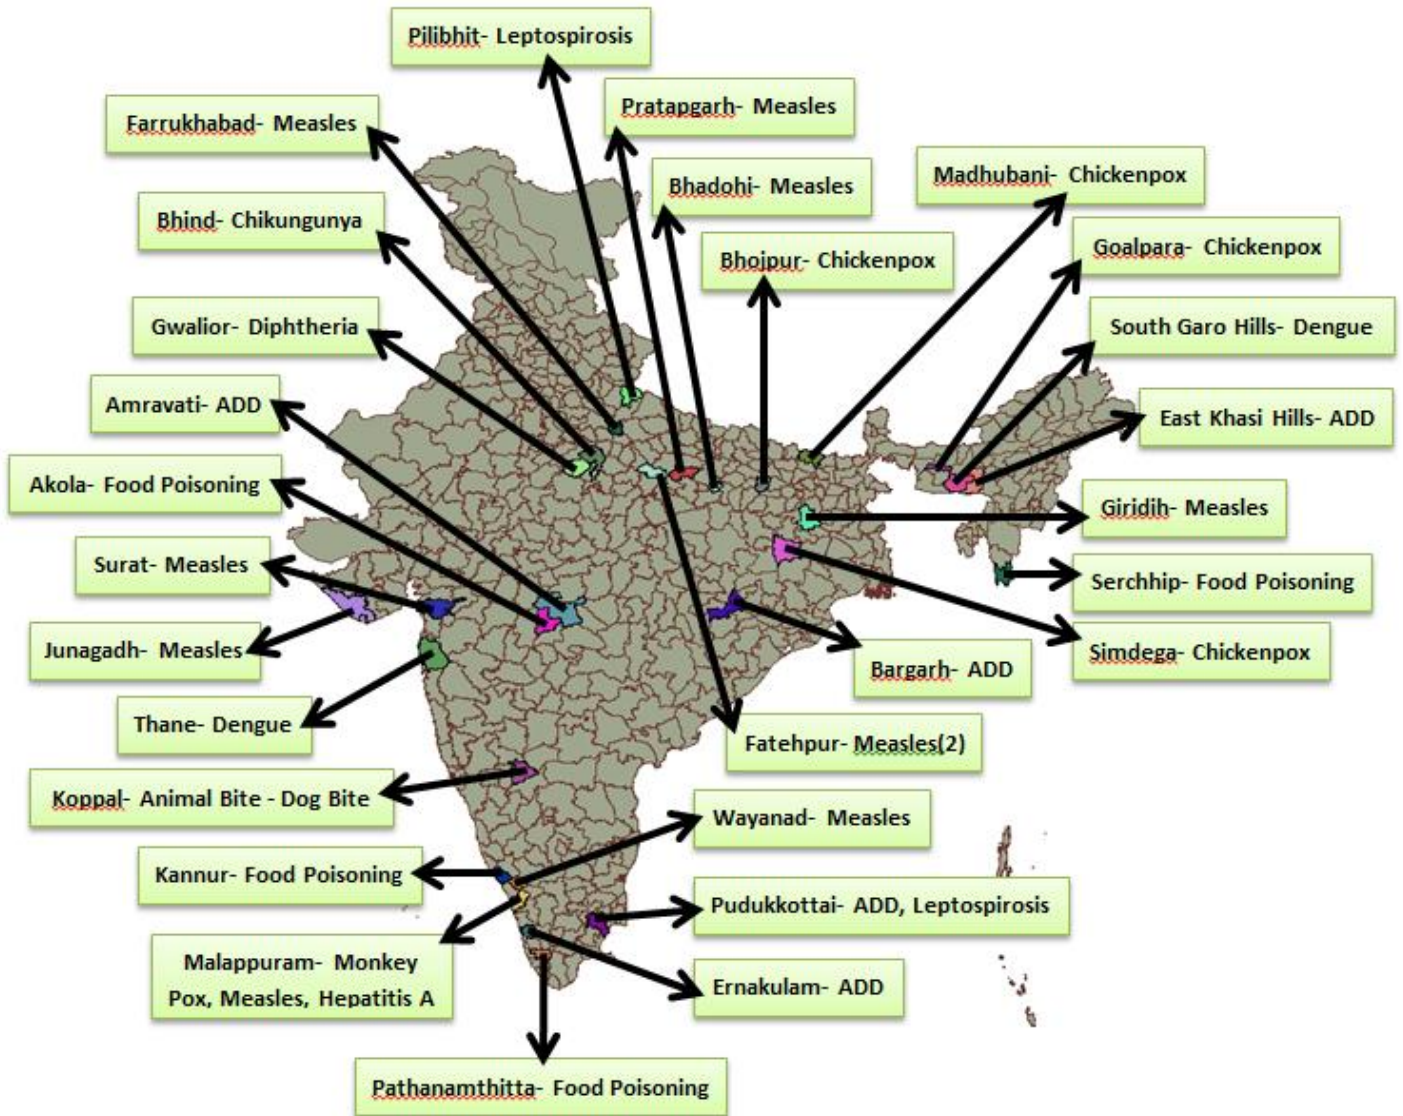 Pilibhit- Leptospirosis
Farrukhabad- Measles
Pratapgarh- Measles
Bhind- Chikungunya
Bhadohi- Measles
Madhubani- Chickenpox
Gwalior- Diphtheria
Bhojpur- Chickenpox
Goalpara- Chickenpox
South Garo Hills- Dengue
Amravati- ADD
East Khasi Hills- ADD
Akola- Food Poisoning
Giridih- Measles
Surat- Measles
Serchhip- Food Poisoning
Junagadh- Measles
Simdega- Chickenpox
Bargarh- ADD
Thane- Dengue
Fatehpur- Measles(2)
Koppal- Animal Bite - Dog Bite
Wayanad- Measles
Kannur- Food Poisoning
Pudukkottai- ADD, Leptospirosis
Malappuram- Monkey
Pox, Measles, Hepatitis A
Ernakulam- ADD
Pathanamthitta- Food Poisoning